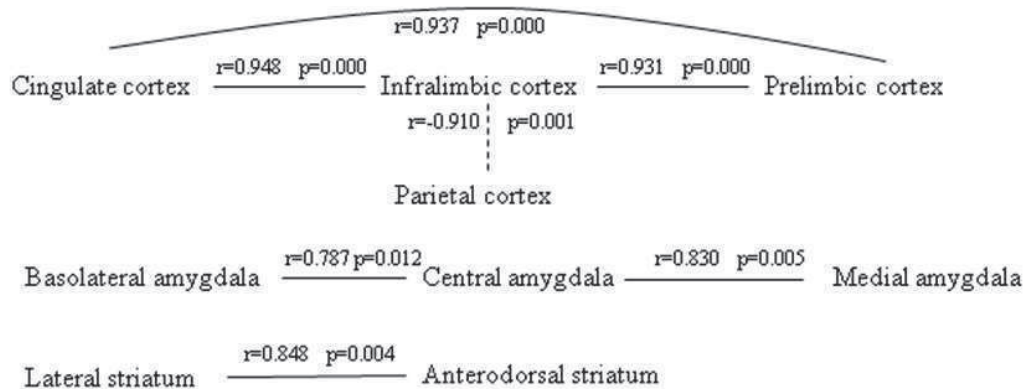 r=0.937 p=0.000
r=0.948 p=0.000 r=0.931 p=0.000
Cingulate cortex Infralimbic cortex Prelimbic cortex
r=-0.910 p=0.001
Parietal cortex
r=0.787 p=0.012 r=0.830 p=0.005
Basolateral amygdala Central amygdala Medial amygdala
r=0.848 p=0.004
Lateral striatum Anterodorsal striatum